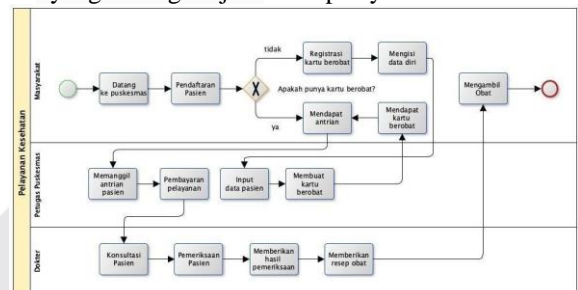 Pelayanan Kesehatan
Masyarakat
Datang
ke puskesmas
Pendaftaran
Pasien
tidak
Apakah punya kartu berobat?
ya
Registrasi
kartu berobat
Mengisi
data diri
Mendapat
antrian
Mendapat
kartu
berobat
Mengambil
Obat
Petugas Puskesmas
Memanggil
antrian
pasien
Pembayaran
pelayanan
Input
data pasien
Membuat
kartu
berobat
Dokter
Konsultasi
Pasien
Pemeriksaan
Pasien
Memberikan
hasil
pemeriksaan
Memberikan
resep obat